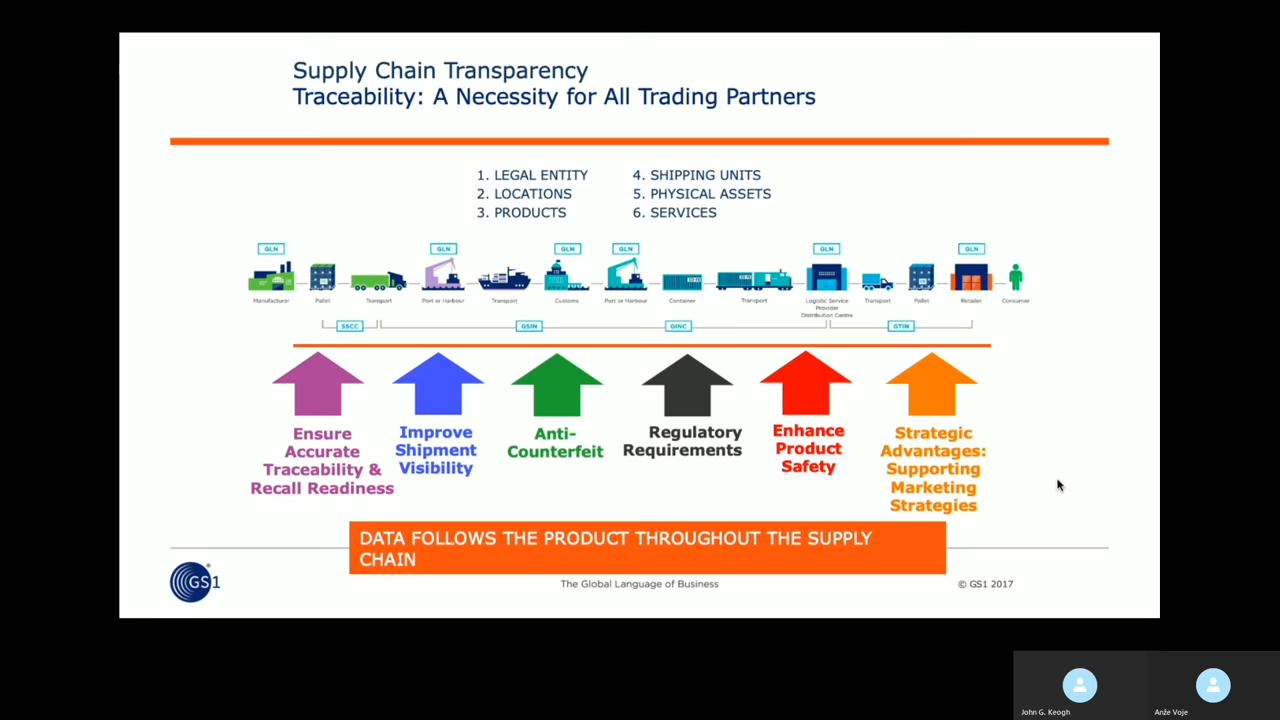 Supply Chain Transparency
Traceability: A Necessity for All Trading Partners
1. LEGAL ENTITY
2. LOCATIONS
3. PRODUCTS
4. SHIPPING UNITS
5. PHYSICAL ASSETS
6. SERVICES
GLN GLN GLN GLN GLN GLN
Manufacturer Pallet Transport Port or Harbour Transport Customs Port or Harbour Container Transport Logistic Service Transport Pallet Retailer Consumer
Provider
Distribution Centre
SSCC GSIN GINC GTIN
Ensure
Accurate
Traceability &
Recall Readiness
Improve
Shipment
Visibility
Anti-
Counterfeit
Regulatory
Requirements
Enhance
Product
Safety
Strategic
Advantages:
Supporting
Marketing
Strategies
DATA FOLLOWS THE PRODUCT THROUGHOUT THE SUPPLY
CHAIN
GS1
The Global Language of Business
© GS1 2017
John G. Keogh
Anže Voje